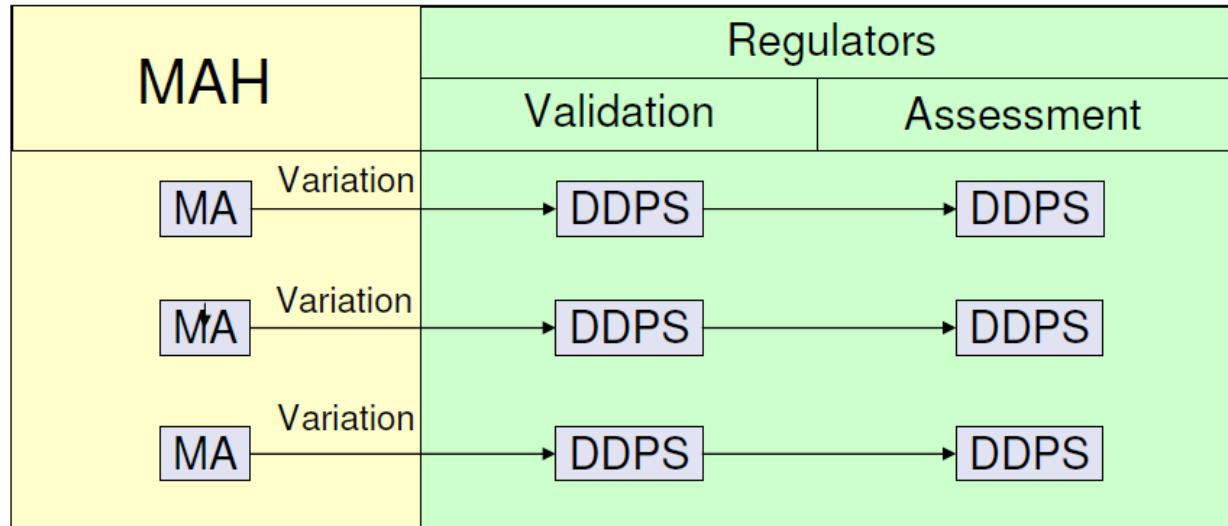 MAH
Regulators
Validation
Assessment
Variation
MA
DDPS
DDPS
Variation
MA
DDPS
DDPS
Variation
MA
DDPS
DDPS